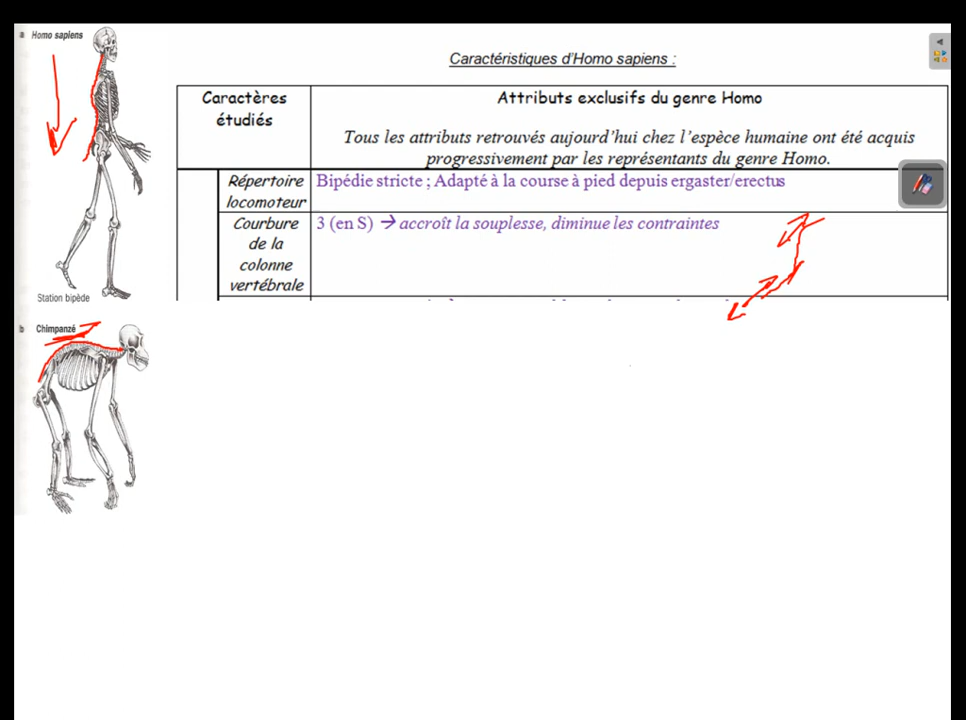 a Homo sapiens
Station bipède
b Chimpanzé
Caractéristiques d'Homo sapiens :
Caractères
étudiés
Attributs exclusifs du genre Homo
Tous les attributs retrouvés aujourd'hui chez l'espèce humaine ont été acquis
progressivement par les représentants du genre Homo.
Répertoire
locomoteur
Bipédie stricte ; Adapté à la course à pied depuis ergaster/erectus
Courbure
de la
colonne
vertébrale
3 (en S) → accroît la souplesse, diminue les contraintes